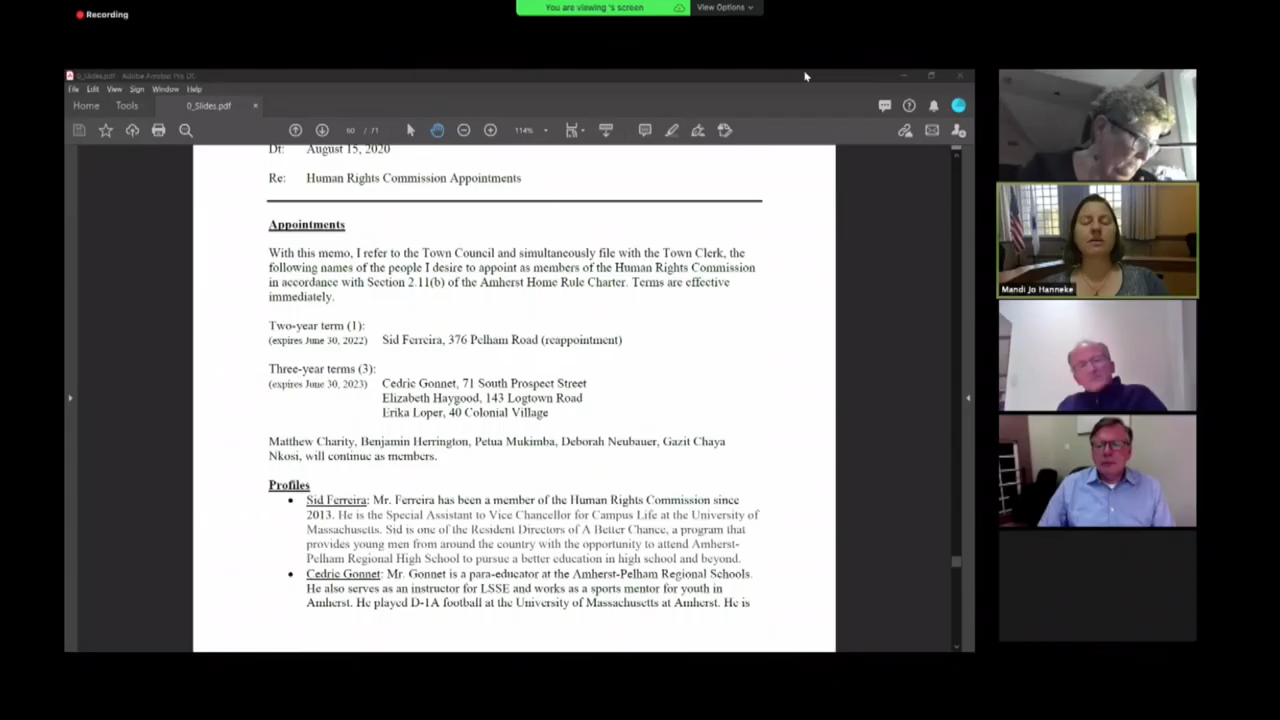 Recording
You are viewing 's screen
View Options
0_Slides.pdf - Adobe Acrobat Pro DC
File Edit View Sign Window Help
Home Tools 0_Slides.pdf ×
60 / 71 114%
Dt: August 15, 2020
Re: Human Rights Commission Appointments
Appointments
With this memo, I refer to the Town Council and simultaneously file with the Town Clerk, the
following names of the people I desire to appoint as members of the Human Rights Commission
in accordance with Section 2.11(b) of the Amherst Home Rule Charter. Terms are effective
immediately.
Two-year term (1):
(expires June 30, 2022) Sid Ferreira, 376 Pelham Road (reappointment)
Three-year terms (3):
(expires June 30, 2023) Cedric Gonnet, 71 South Prospect Street
Elizabeth Haygood, 143 Logtown Road
Erika Loper, 40 Colonial Village
Matthew Charity, Benjamin Herrington, Petua Mukimba, Deborah Neubauer, Gazit Chaya
Nkosi, will continue as members.
Profiles
• Sid Ferreira: Mr. Ferreira has been a member of the Human Rights Commission since
2013. He is the Special Assistant to Vice Chancellor for Campus Life at the University of
Massachusetts. Sid is one of the Resident Directors of A Better Chance, a program that
provides young men from around the country with the opportunity to attend Amherst-
Pelham Regional High School to pursue a better education in high school and beyond.
• Cedric Gonnet: Mr. Gonnet is a para-educator at the Amherst-Pelham Regional Schools.
He also serves as an instructor for LSSE and works as a sports mentor for youth in
Amherst. He played D-1A football at the University of Massachusetts at Amherst. He is
Mandi Jo Hanneke